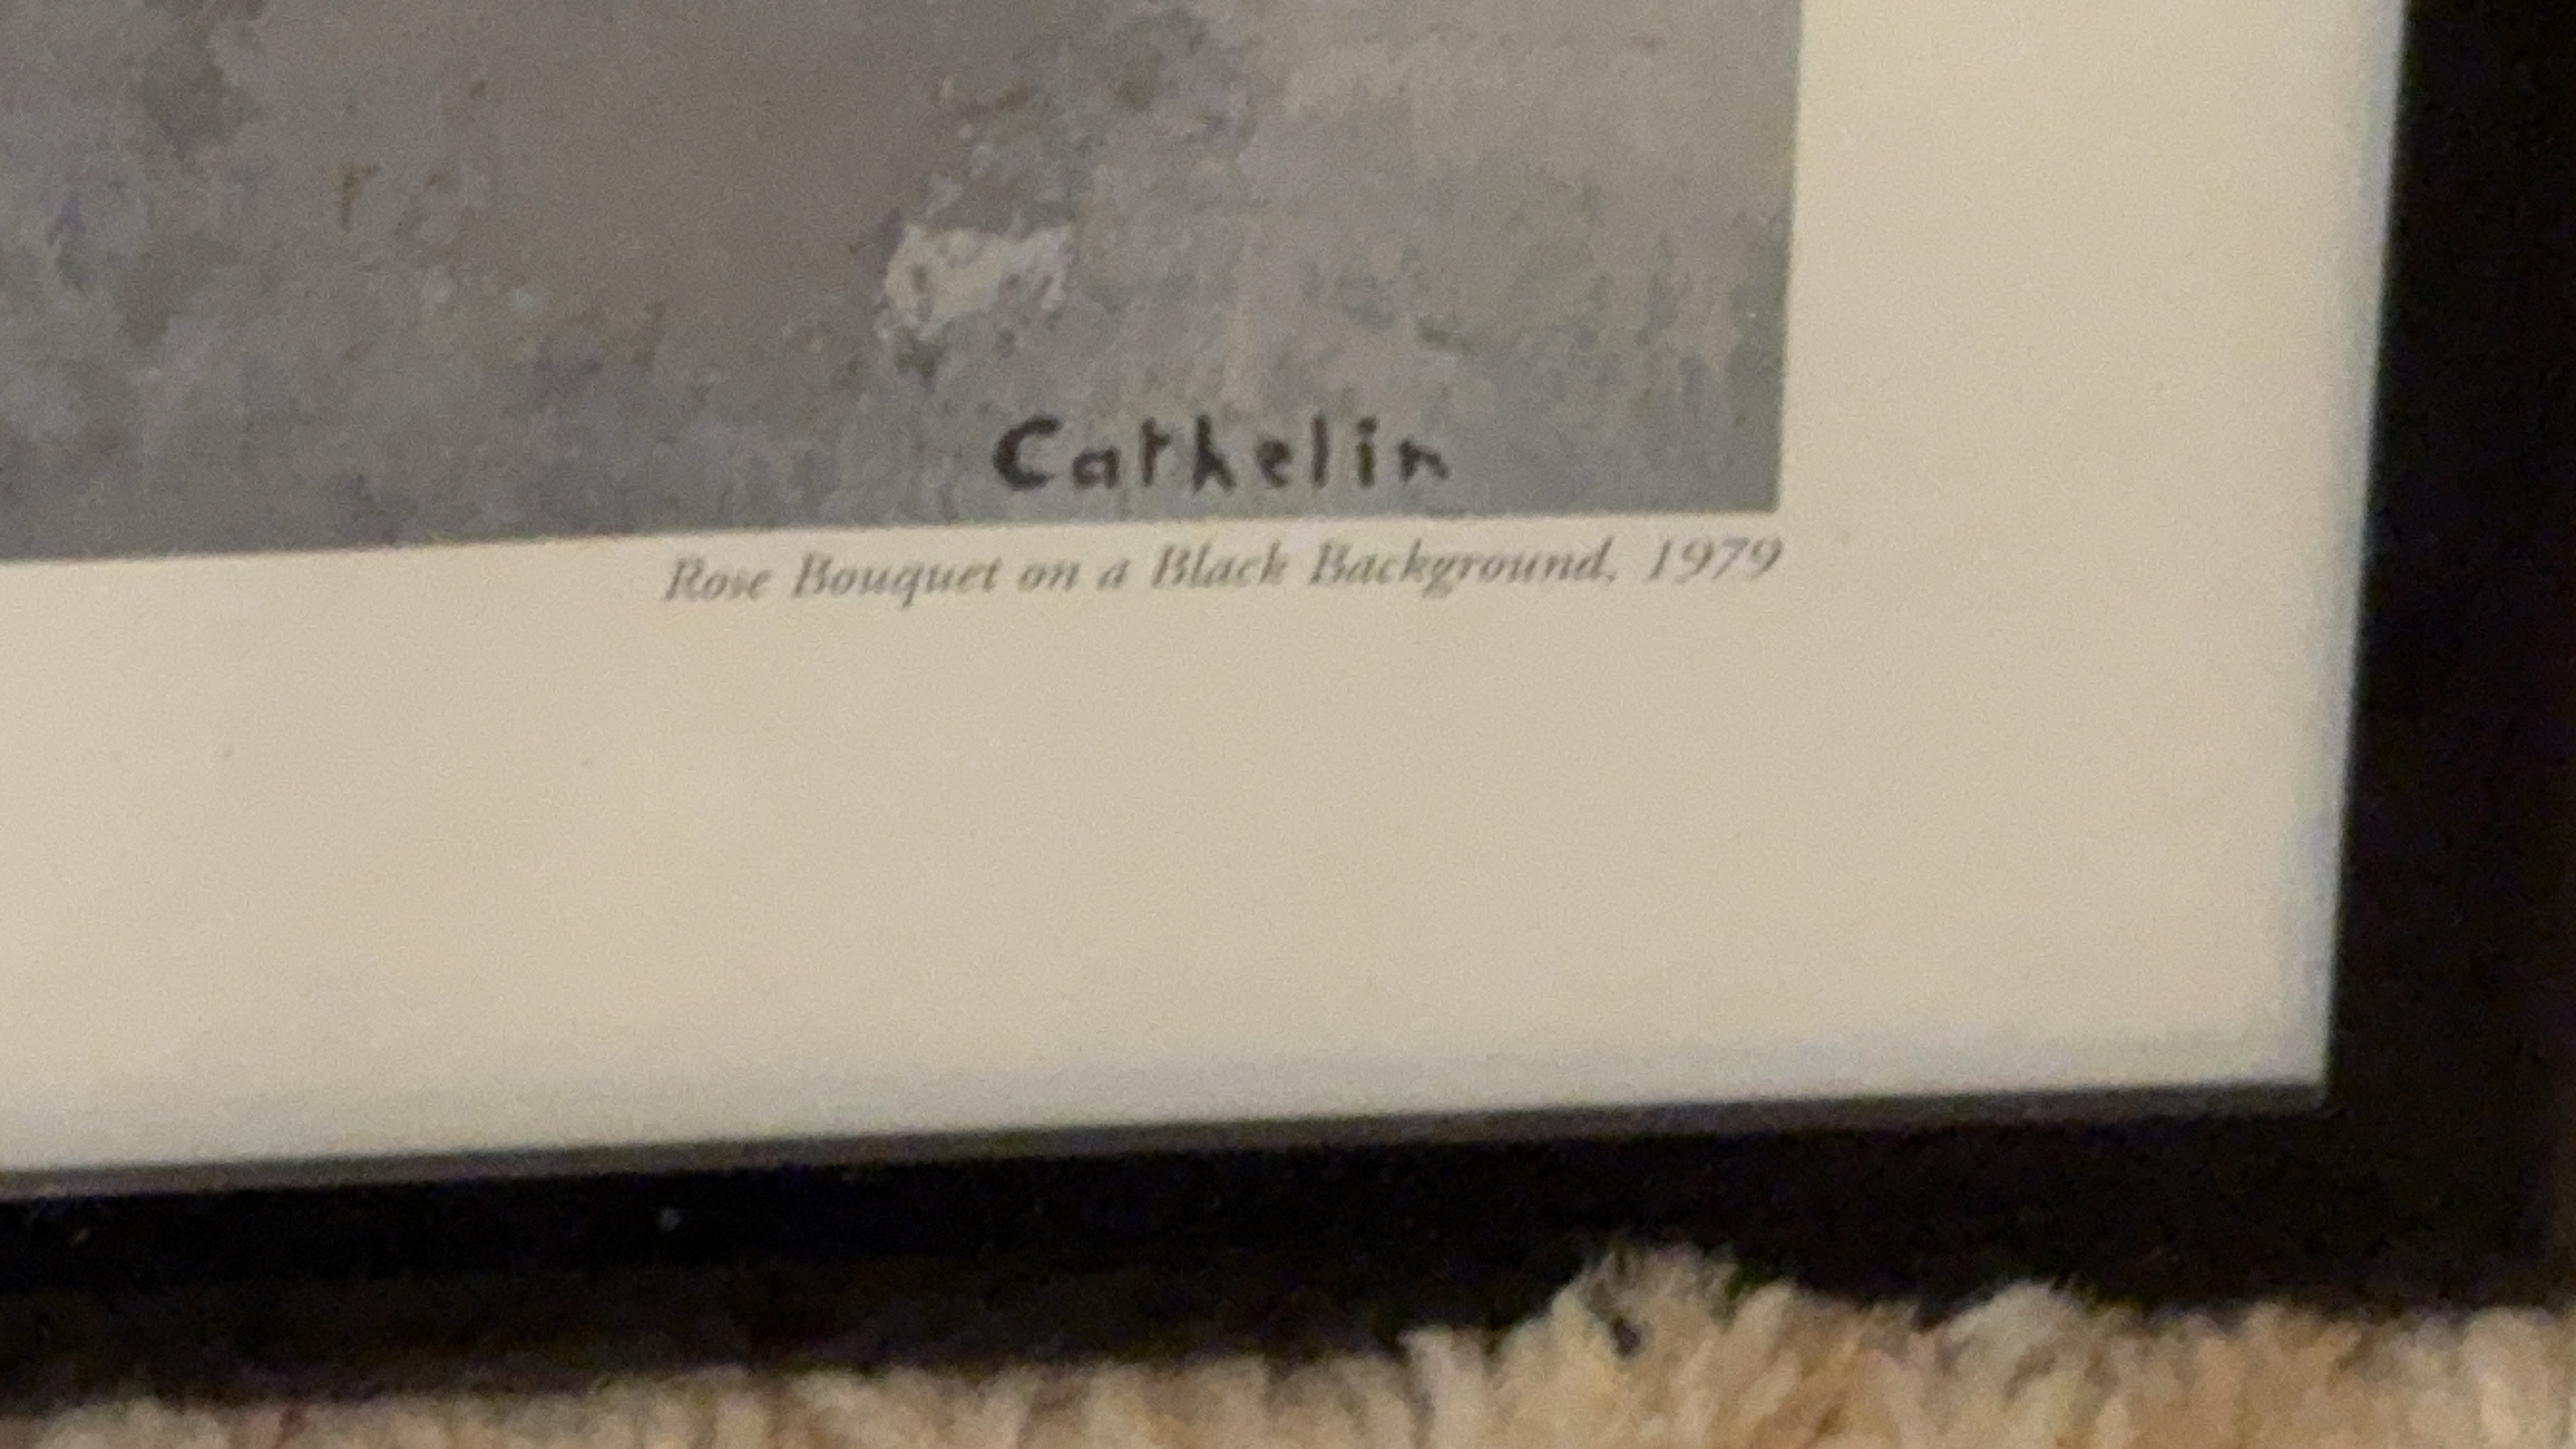 Cathelin
Rose Bouquet on a Black Background, 1979